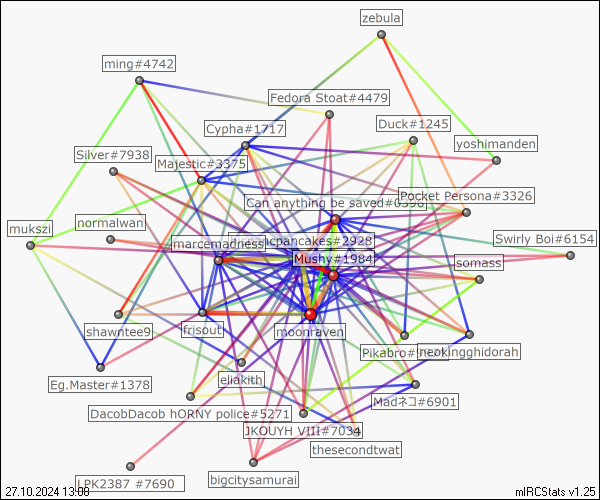 zebula
ming#4742
Fedora Stoat#4479
Duck#1245
Cypha#1717
yoshimanden
Silver#7938
Majestic#3375
Can anything be saved#0398
Pocket Persona#3326
mukszi
normalwan
marcemadness
mcpancakes#2928
Swirly Boi#6154
Mushy#1984
somass
shawntee9
frisout
moonraven
Pikabro#
neokingghidorah
Eg.Master#1378
eliakith
DacobDacob hORNY police#5271
Madネコ#6901
JKOUYH VIII#7034
thesecondtwat
LPK2387 #7690
bigcitysamurai
27.10.2024 13:08
mIRCStats v1.25